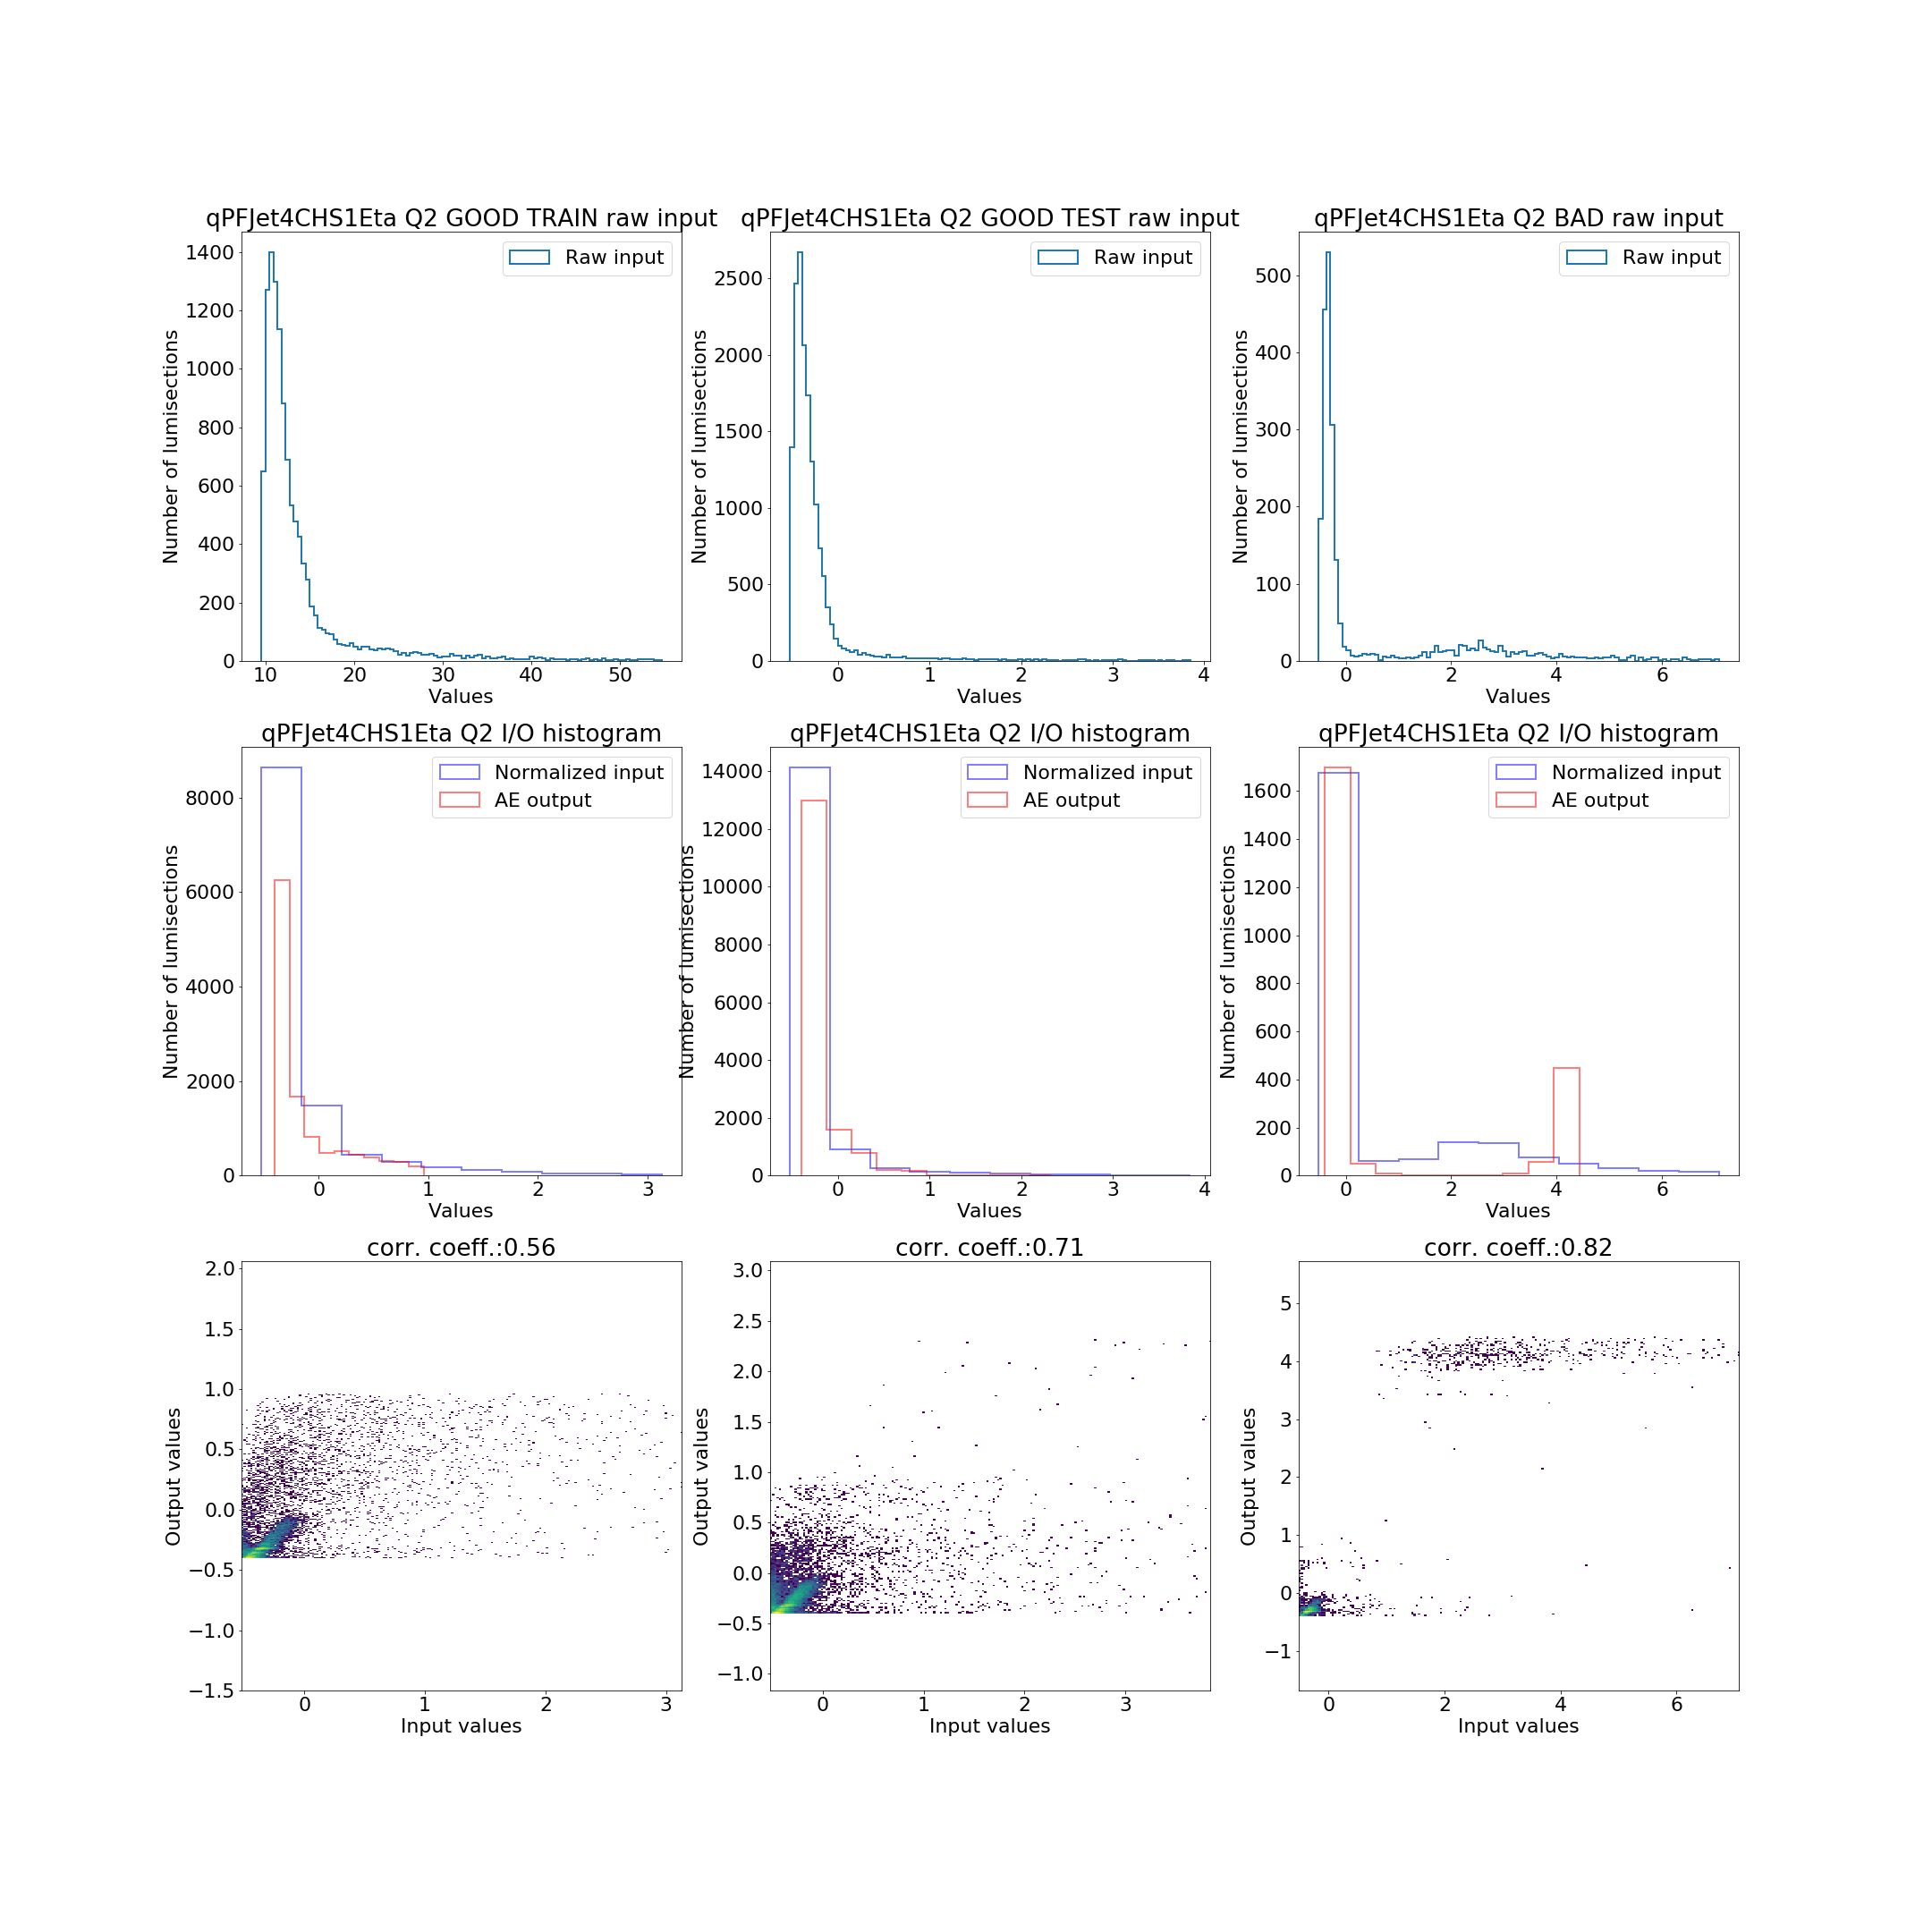 qPFJet4CHS1Eta Q2 GOOD TRAIN raw input
1400
1200
1000
800
600
400
200
0
Number of lumisections
Raw input
10 20 30 40 50
Values
qPFJet4CHS1Eta Q2 GOOD TEST raw input
2500
2000
1500
1000
500
0
Number of lumisections
Raw input
0 1 2 3 4
Values
qPFJet4CHS1Eta Q2 BAD raw input
500
400
300
200
100
0
Number of lumisections
Raw input
0 2 4 6
Values
qPFJet4CHS1Eta Q2 I/O histogram
8000
6000
4000
2000
0
Number of lumisections
Normalized input
AE output
0 1 2 3
Values
qPFJet4CHS1Eta Q2 I/O histogram
14000
12000
10000
8000
6000
4000
2000
0
Number of lumisections
Normalized input
AE output
0 1 2 3 4
Values
qPFJet4CHS1Eta Q2 I/O histogram
1600
1400
1200
1000
800
600
400
200
0
Number of lumisections
Normalized input
AE output
0 2 4 6
Values
corr. coeff.:0.56
2.0
1.5
1.0
0.5
0.0
−0.5
−1.0
−1.5
Output values
0 1 2 3
Input values
corr. coeff.:0.71
3.0
2.5
2.0
1.5
1.0
0.5
0.0
−0.5
−1.0
Output values
0 1 2 3
Input values
corr. coeff.:0.82
5
4
3
2
1
0
−1
Output values
0 2 4 6
Input values